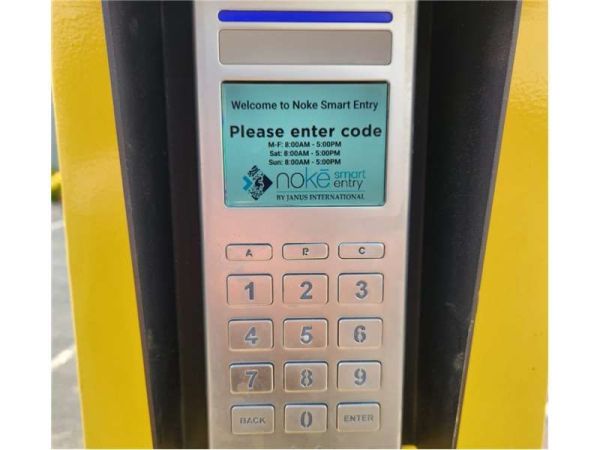 Welcome to Noke Smart Entry
Please enter code
M-F: 8:00AM - 5:00PM
Sat: 8:00AM - 5:00PM
Sun: 8:00AM - 5:00PM
nokē smart entry
BY JANUS INTERNATIONAL
A B C
1 2 3
4 5 6
7 8 9
BACK 0 ENTER